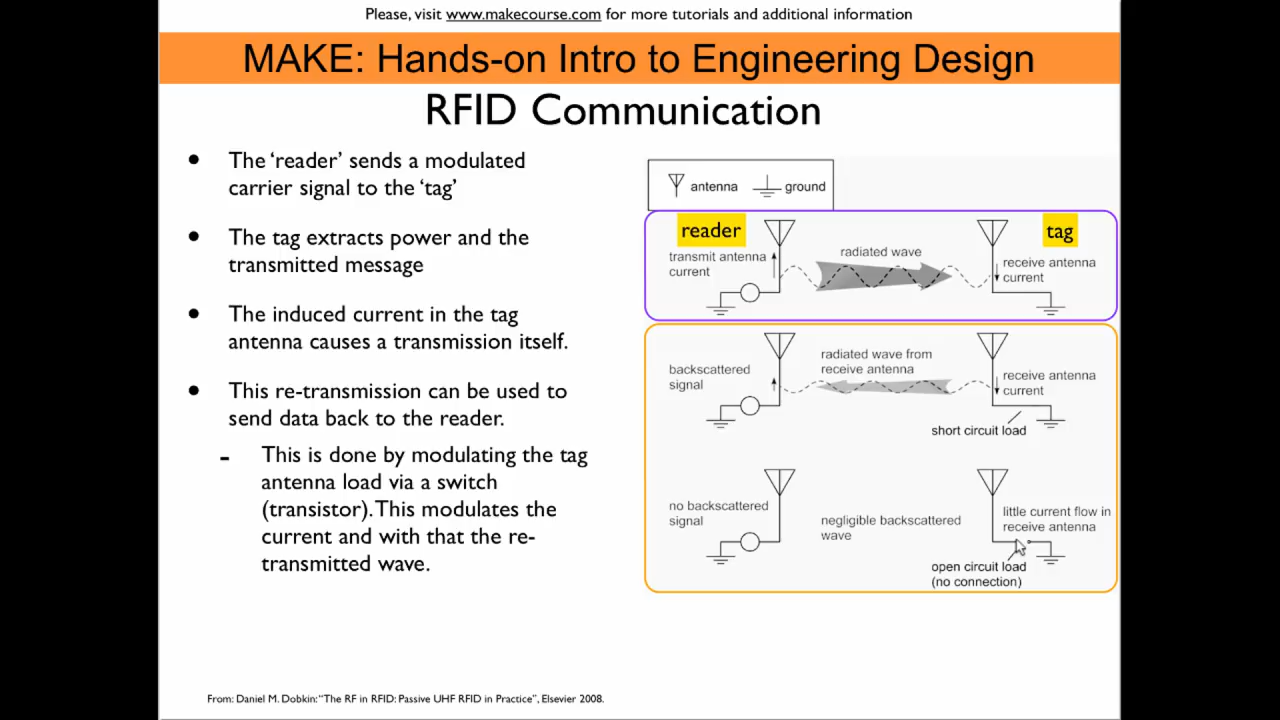 Please, visit www.makecourse.com for more tutorials and additional information
MAKE: Hands-on Intro to Engineering Design
RFID Communication
• The ‘reader’ sends a modulated
carrier signal to the ‘tag’
• The tag extracts power and the
transmitted message
• The induced current in the tag
antenna causes a transmission itself.
• This re-transmission can be used to
send data back to the reader.
- This is done by modulating the tag
antenna load via a switch
(transistor). This modulates the
current and with that the re-
transmitted wave.
antenna
ground
reader
tag
transmit antenna
current
radiated wave
receive antenna
current
backscattered
signal
radiated wave from
receive antenna
receive antenna
current
short circuit load
no backscattered
signal
negligible backscattered
wave
little current flow in
receive antenna
open circuit load
(no connection)
From: Daniel M. Dobkin: “The RF in RFID: Passive UHF RFID in Practice”, Elsevier 2008.